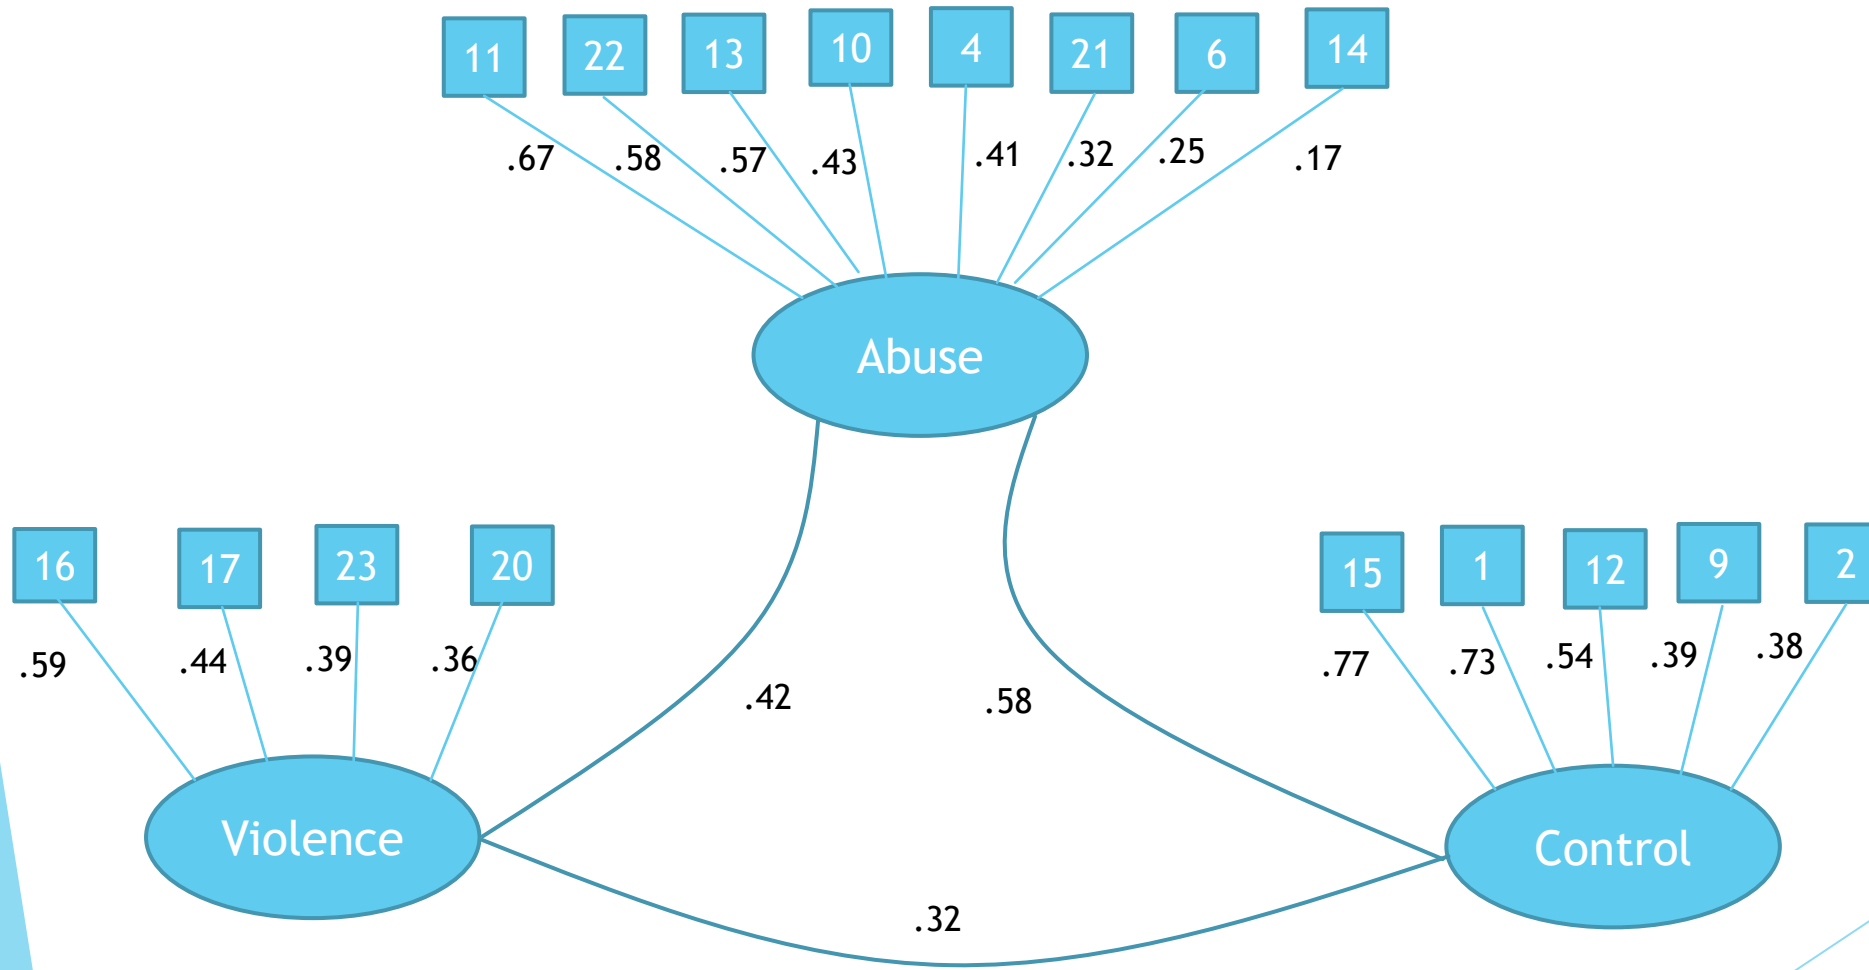 11 22 13 10 4 21 6 14
.67 .58 .57 .43 .41 .32 .25 .17
Abuse
16 17 23 20
15 1 12 9 2
.59 .44 .39 .36
.77 .73 .54 .39 .38
.42 .58
Violence
Control
.32